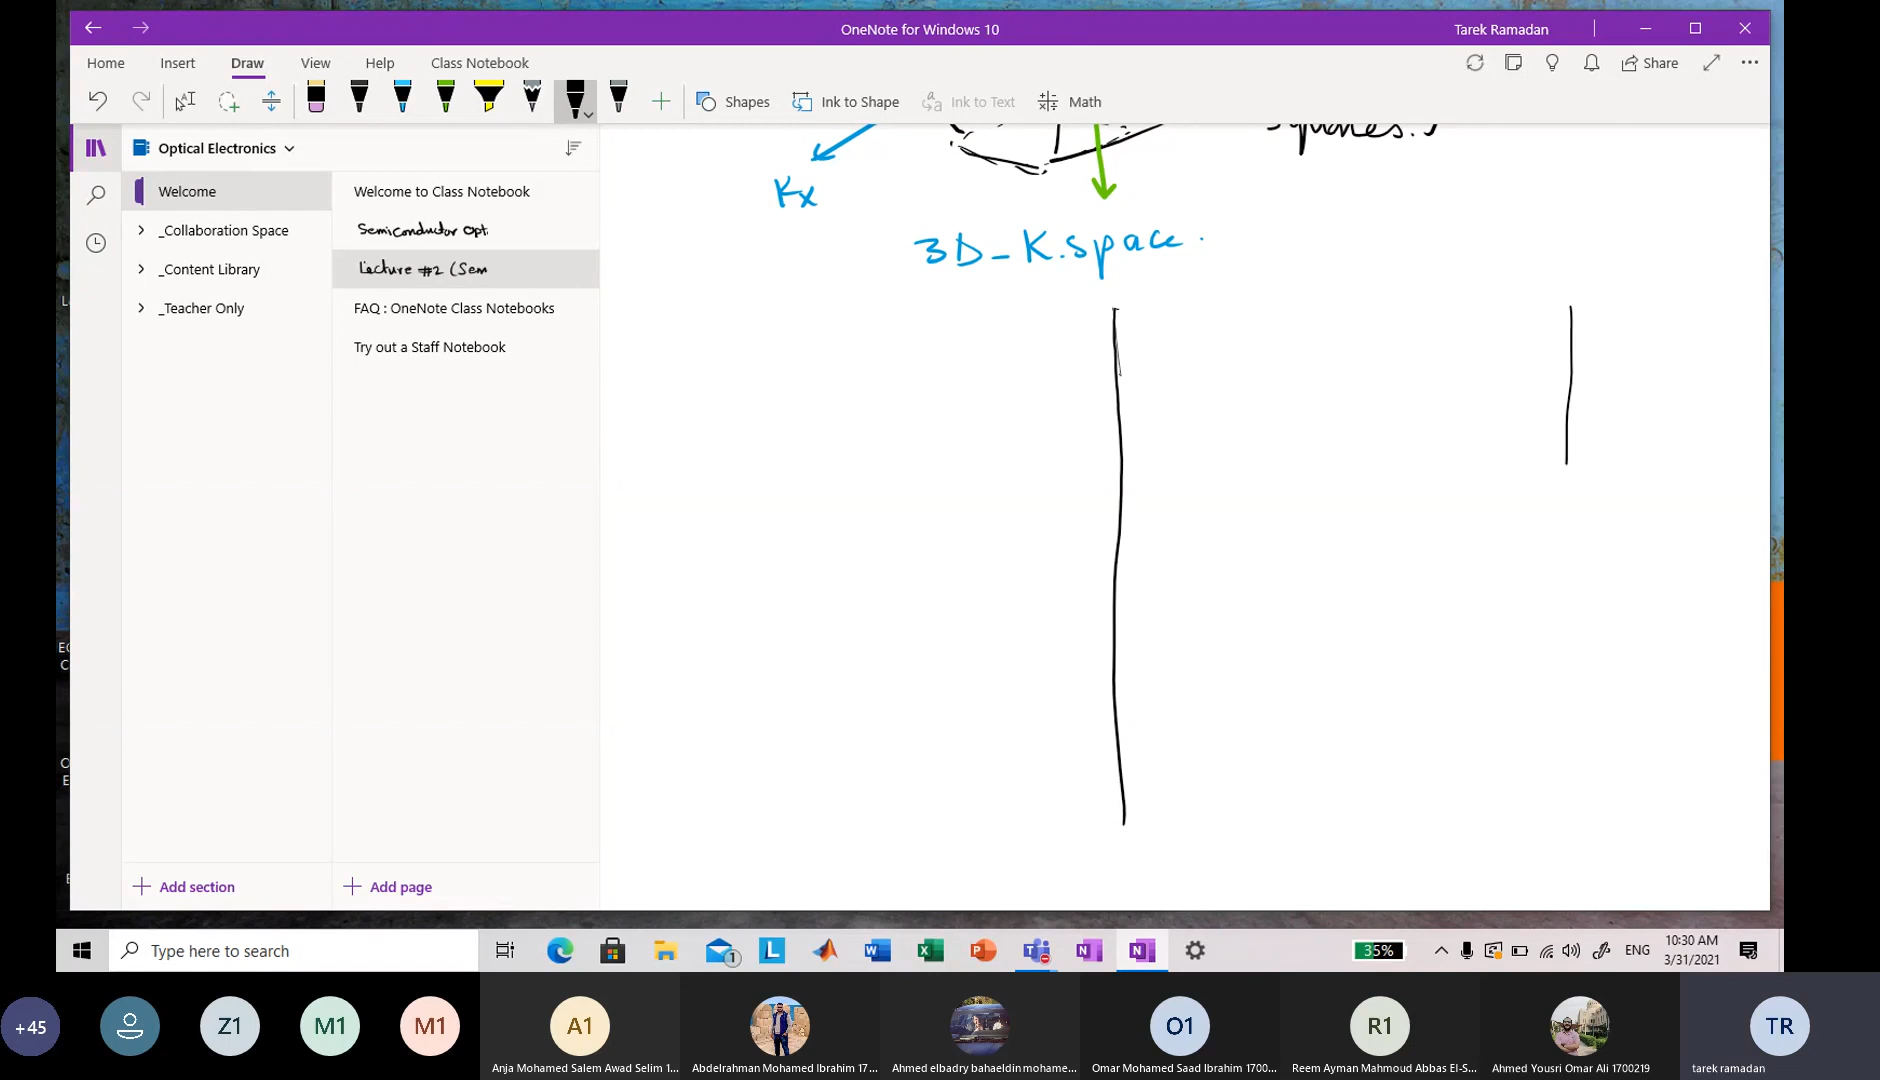 OneNote for Windows 10
Tarek Ramadan
Home Insert Draw View Help Class Notebook
Share
Shapes Ink to Shape Ink to Text Math
Optical Electronics
Welcome
_Collaboration Space
_Content Library
_Teacher Only
Welcome to Class Notebook
Semiconductor Opt
Lecture #2 (Sem
FAQ : OneNote Class Notebooks
Try out a Staff Notebook
squares.
Kx
3D_K.space.
Add section
Add page
Type here to search
1
35%
ENG
10:30 AM
3/31/2021
+45
Z1
M1
M1
A1
O1
R1
TR
Anja Mohamed Salem Awad Selim 1...
Abdelrahman Mohamed Ibrahim 17...
Ahmed elbadry bahaeldin mohame...
Omar Mohamed Saad Ibrahim 1700...
Reem Ayman Mahmoud Abbas El-S...
Ahmed Yousri Omar Ali 1700219
tarek ramadan